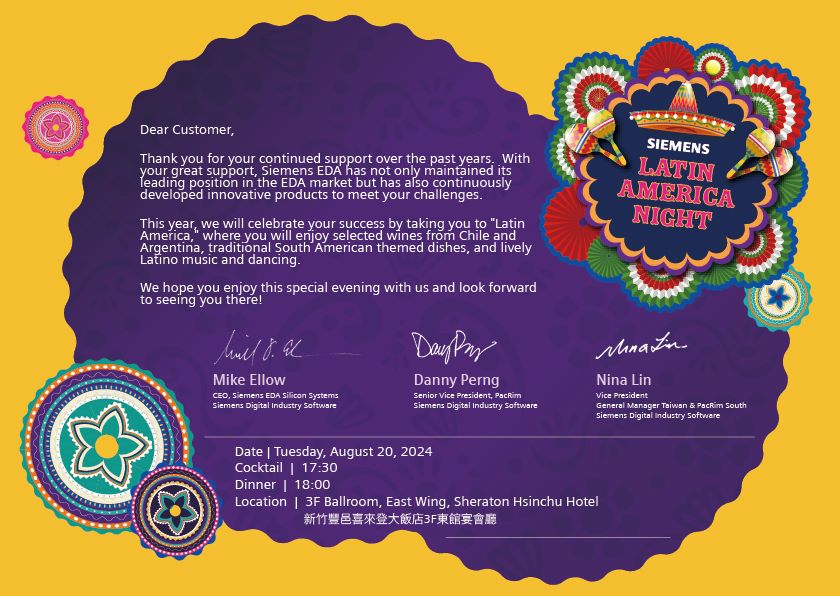 SIEMENS
LATIN
AMERICA
NIGHT
Dear Customer,
Thank you for your continued support over the past years.  With
your great support, Siemens EDA has not only maintained its
leading position in the EDA market but has also continuously
developed innovative products to meet your challenges.
This year, we will celebrate your success by taking you to "Latin
America," where you will enjoy selected wines from Chile and
Argentina, traditional South American themed dishes, and lively
Latino music and dancing.
We hope you enjoy this special evening with us and look forward
to seeing you there!
Mike Ellow
CEO, Siemens EDA Silicon Systems
Siemens Digital Industry Software
Danny Perng
Senior Vice President, PacRim
Siemens Digital Industry Software
Nina Lin
Vice President
General Manager Taiwan & PacRim South
Siemens Digital Industry Software
Date | Tuesday, August 20, 2024
Cocktail | 17:30
Dinner | 18:00
Location | 3F Ballroom, East Wing, Sheraton Hsinchu Hotel
新竹豐邑喜來登大飯店3F東館宴會廳